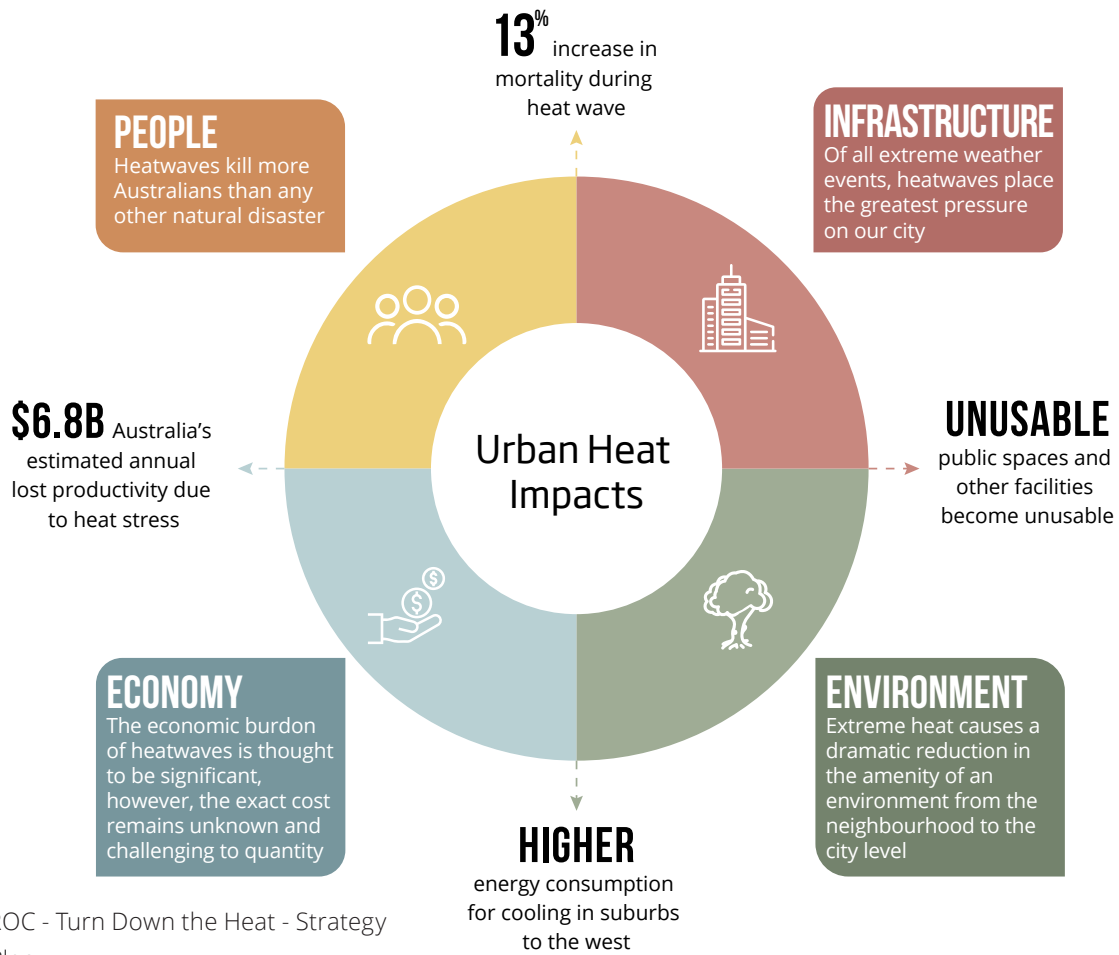 13%
increase in
mortality during
heat wave
PEOPLE
Heatwaves kill more
Australians than any
other natural disaster
INFRASTRUCTURE
Of all extreme weather
events, heatwaves place
the greatest pressure
on our city
$6.8B Australia’s
estimated annual
lost productivity due
to heat stress
Urban Heat
Impacts
UNUSABLE
public spaces and
other facilities
become unusable
ECONOMY
The economic burdon
of heatwaves is thought
to be significant,
however, the exact cost
remains unknown and
challenging to quantity
ENVIRONMENT
Extreme heat causes a
dramatic reduction in
the amenity of an
environment from the
neighbourhood to the
city level
HIGHER
energy consumption
for cooling in suburbs
to the west
ROC - Turn Down the Heat - Strategy